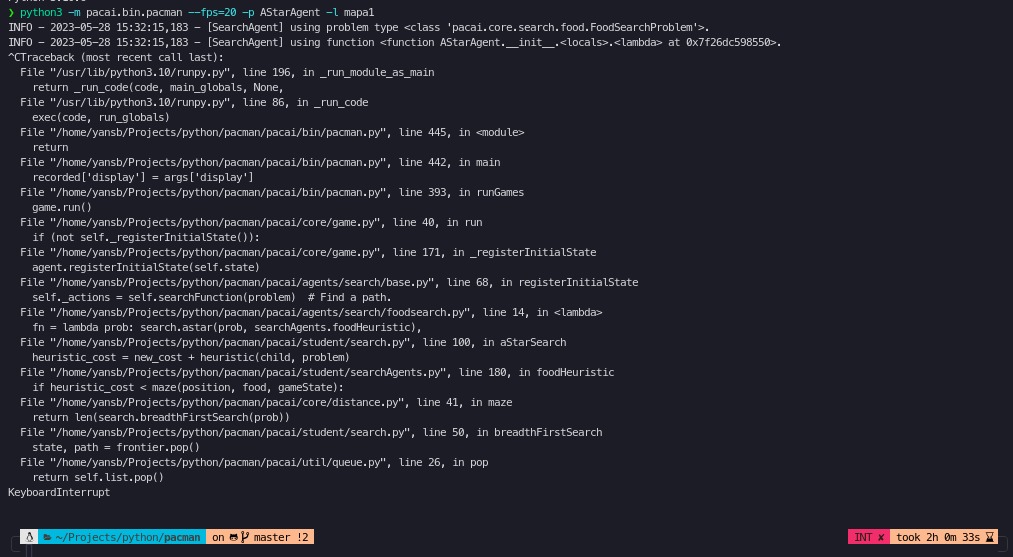 ❯ python3 -m pacai.bin.pacman --fps=20 -p AStarAgent -l mapa1
INFO - 2023-05-28 15:32:15,183 - [SearchAgent] using problem type <class 'pacai.core.search.food.FoodSearchProblem'>.
INFO - 2023-05-28 15:32:15,183 - [SearchAgent] using function <function AStarAgent.__init__.<locals>.<lambda> at 0x7f26dc598550>.
^CTraceback (most recent call last):
  File "/usr/lib/python3.10/runpy.py", line 196, in _run_module_as_main
    return _run_code(code, main_globals, None,
  File "/usr/lib/python3.10/runpy.py", line 86, in _run_code
    exec(code, run_globals)
  File "/home/yansb/Projects/python/pacman/pacai/bin/pacman.py", line 445, in <module>
    return
  File "/home/yansb/Projects/python/pacman/pacai/bin/pacman.py", line 442, in main
    recorded['display'] = args['display']
  File "/home/yansb/Projects/python/pacman/pacai/bin/pacman.py", line 393, in runGames
    game.run()
  File "/home/yansb/Projects/python/pacman/pacai/core/game.py", line 40, in run
    if (not self._registerInitialState()):
  File "/home/yansb/Projects/python/pacman/pacai/core/game.py", line 171, in _registerInitialState
    agent.registerInitialState(self.state)
  File "/home/yansb/Projects/python/pacman/pacai/agents/search/base.py", line 68, in registerInitialState
    self._actions = self.searchFunction(problem)  # Find a path.
  File "/home/yansb/Projects/python/pacman/pacai/agents/search/foodsearch.py", line 14, in <lambda>
    fn = lambda prob: search.astar(prob, searchAgents.foodHeuristic),
  File "/home/yansb/Projects/python/pacman/pacai/student/search.py", line 100, in aStarSearch
    heuristic_cost = new_cost + heuristic(child, problem)
  File "/home/yansb/Projects/python/pacman/pacai/student/searchAgents.py", line 180, in foodHeuristic
    if heuristic_cost < maze(position, food, gameState):
  File "/home/yansb/Projects/python/pacman/pacai/core/distance.py", line 41, in maze
    return len(search.breadthFirstSearch(prob))
  File "/home/yansb/Projects/python/pacman/pacai/student/search.py", line 50, in breadthFirstSearch
    state, path = frontier.pop()
  File "/home/yansb/Projects/python/pacman/pacai/util/queue.py", line 26, in pop
    return self.list.pop()
KeyboardInterrupt
~/Projects/python/pacman on master !2 INT ✘ took 2h 0m 33s